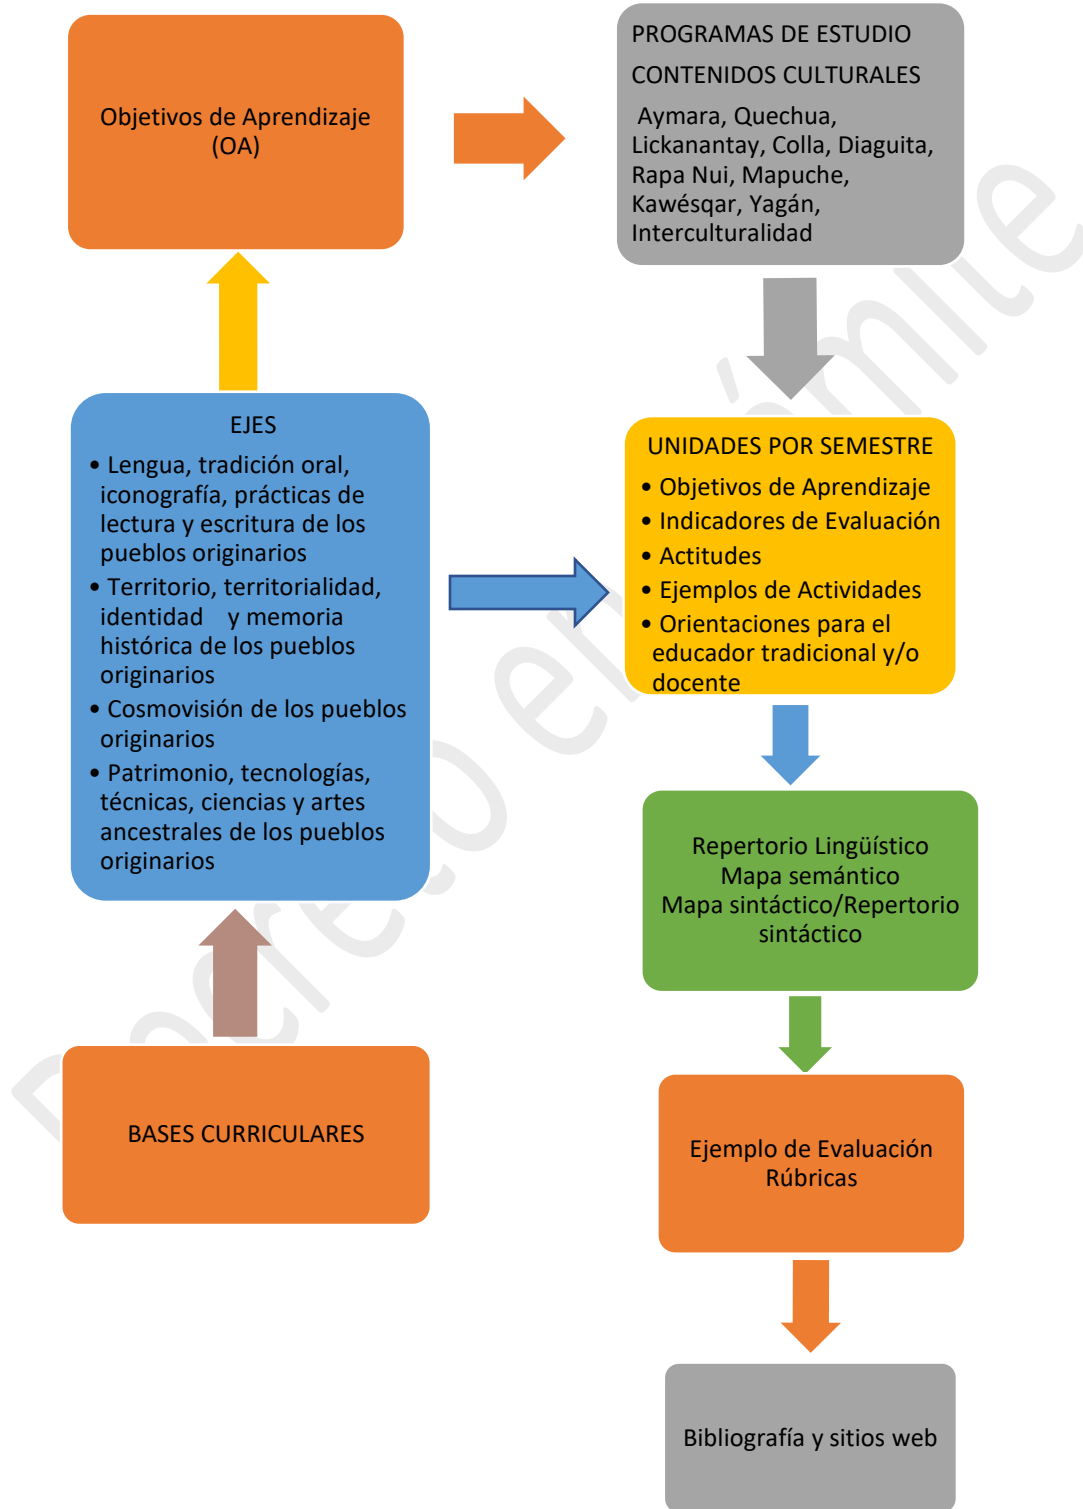 Objetivos de Aprendizaje
(OA)
PROGRAMAS DE ESTUDIO
CONTENIDOS CULTURALES
Aymara, Quechua,
Lickanantay, Colla, Diaguita,
Rapa Nui, Mapuche,
Kawésqar, Yagán,
Interculturalidad
EJES
• Lengua, tradición oral,
iconografía, prácticas de
lectura y escritura de los
pueblos originarios
• Territorio, territorialidad,
identidad y memoria
histórica de los pueblos
originarios
• Cosmovisión de los pueblos
originarios
• Patrimonio, tecnologías,
técnicas, ciencias y artes
ancestrales de los pueblos
originarios
UNIDADES POR SEMESTRE
• Objetivos de Aprendizaje
• Indicadores de Evaluación
• Actitudes
• Ejemplos de Actividades
• Orientaciones para el
educador tradicional y/o
docente
Repertorio Lingüístico
Mapa semántico
Mapa sintáctico/Repertorio
sintáctico
BASES CURRICULARES
Ejemplo de Evaluación
Rúbricas
Bibliografía y sitios web